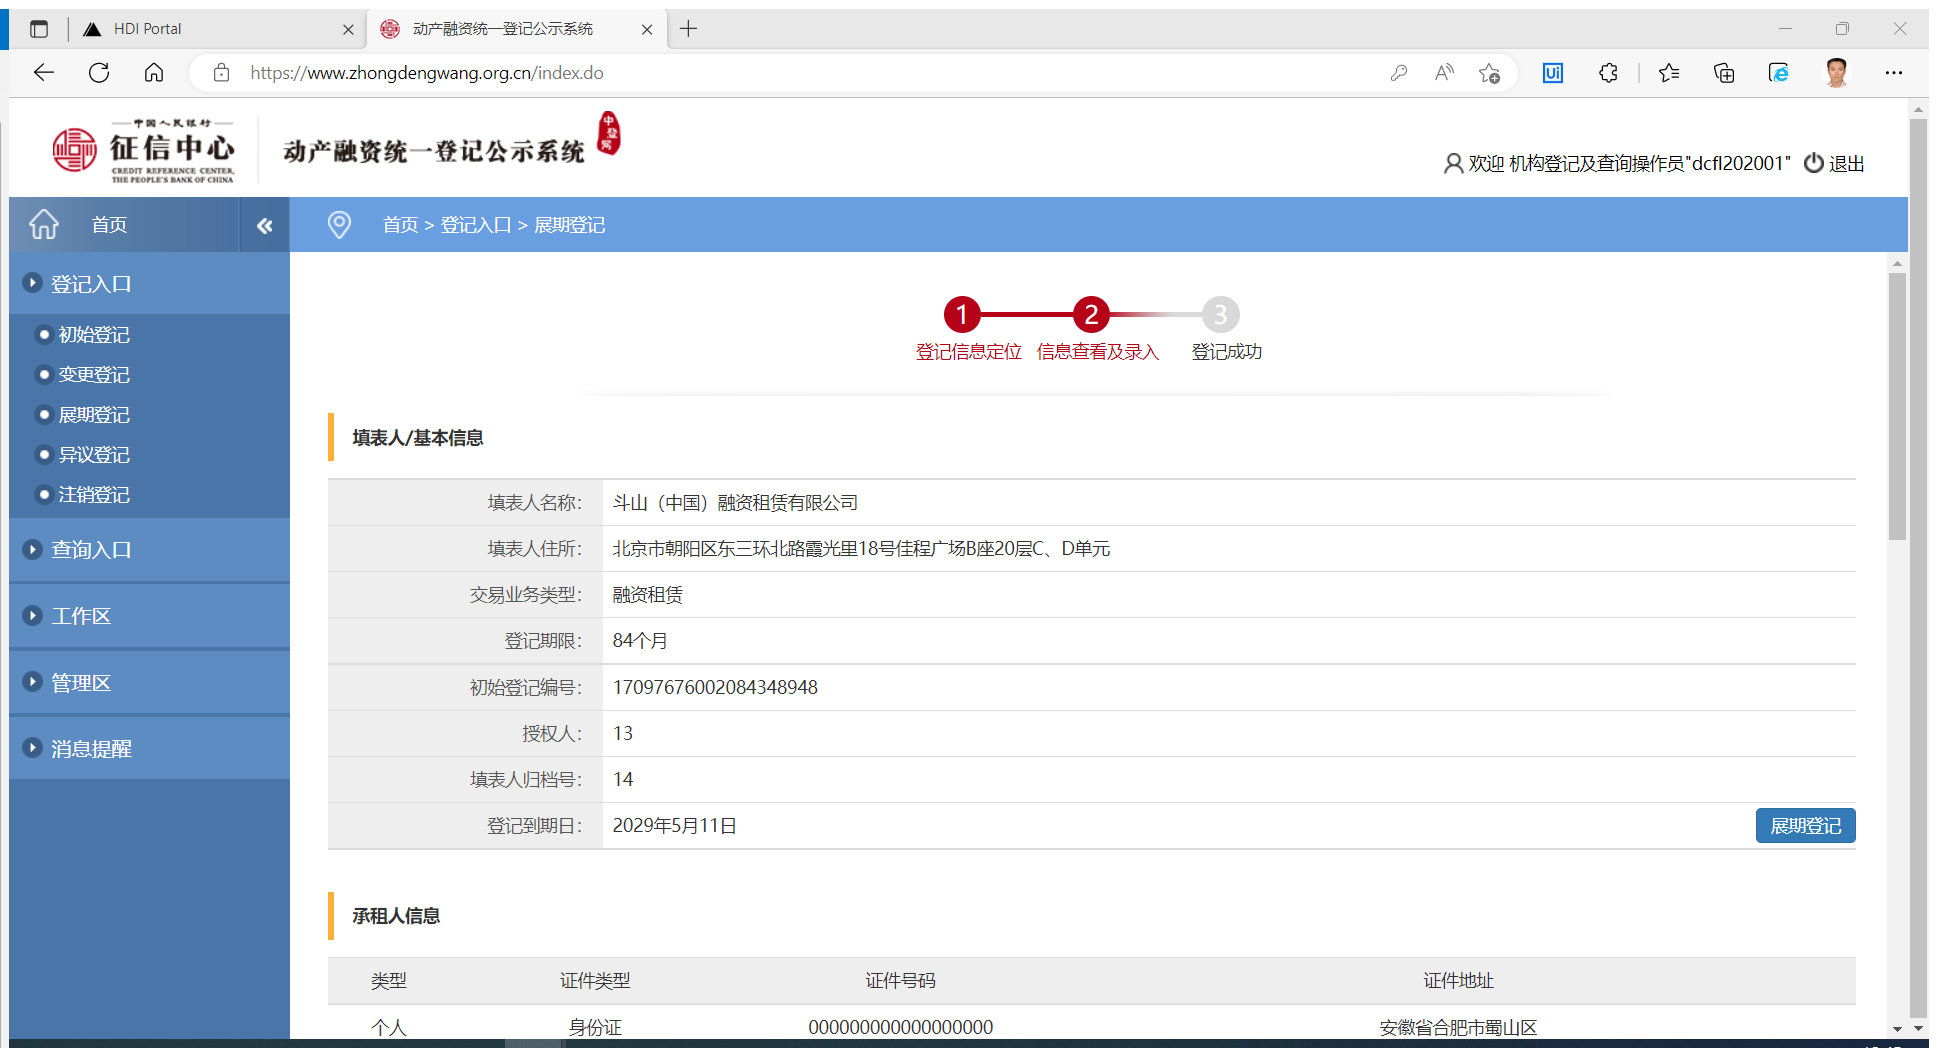 HDI Portal
动产融资统一登记公示系统
https://www.zhongdengwang.org.cn/index.do
中国人民银行
征信中心
CREDIT REFERENCE CENTER,
THE PEOPLE'S BANK OF CHINA
动产融资统一登记公示系统
中登网
欢迎 机构登记及查询操作员"dcfl202001"
退出
首页
首页 > 登记入口 > 展期登记
登记入口
初始登记
变更登记
展期登记
异议登记
注销登记
查询入口
工作区
管理区
消息提醒
1 2 3
登记信息定位 信息查看及录入 登记成功
填表人/基本信息
填表人名称: 斗山（中国）融资租赁有限公司
填表人住所: 北京市朝阳区东三环北路霞光里18号佳程广场B座20层C、D单元
交易业务类型: 融资租赁
登记期限: 84个月
初始登记编号: 17097676002084348948
授权人: 13
填表人归档号: 14
登记到期日: 2029年5月11日
展期登记
承租人信息
类型 证件类型 证件号码 证件地址
个人 身份证 000000000000000000 安徽省合肥市蜀山区